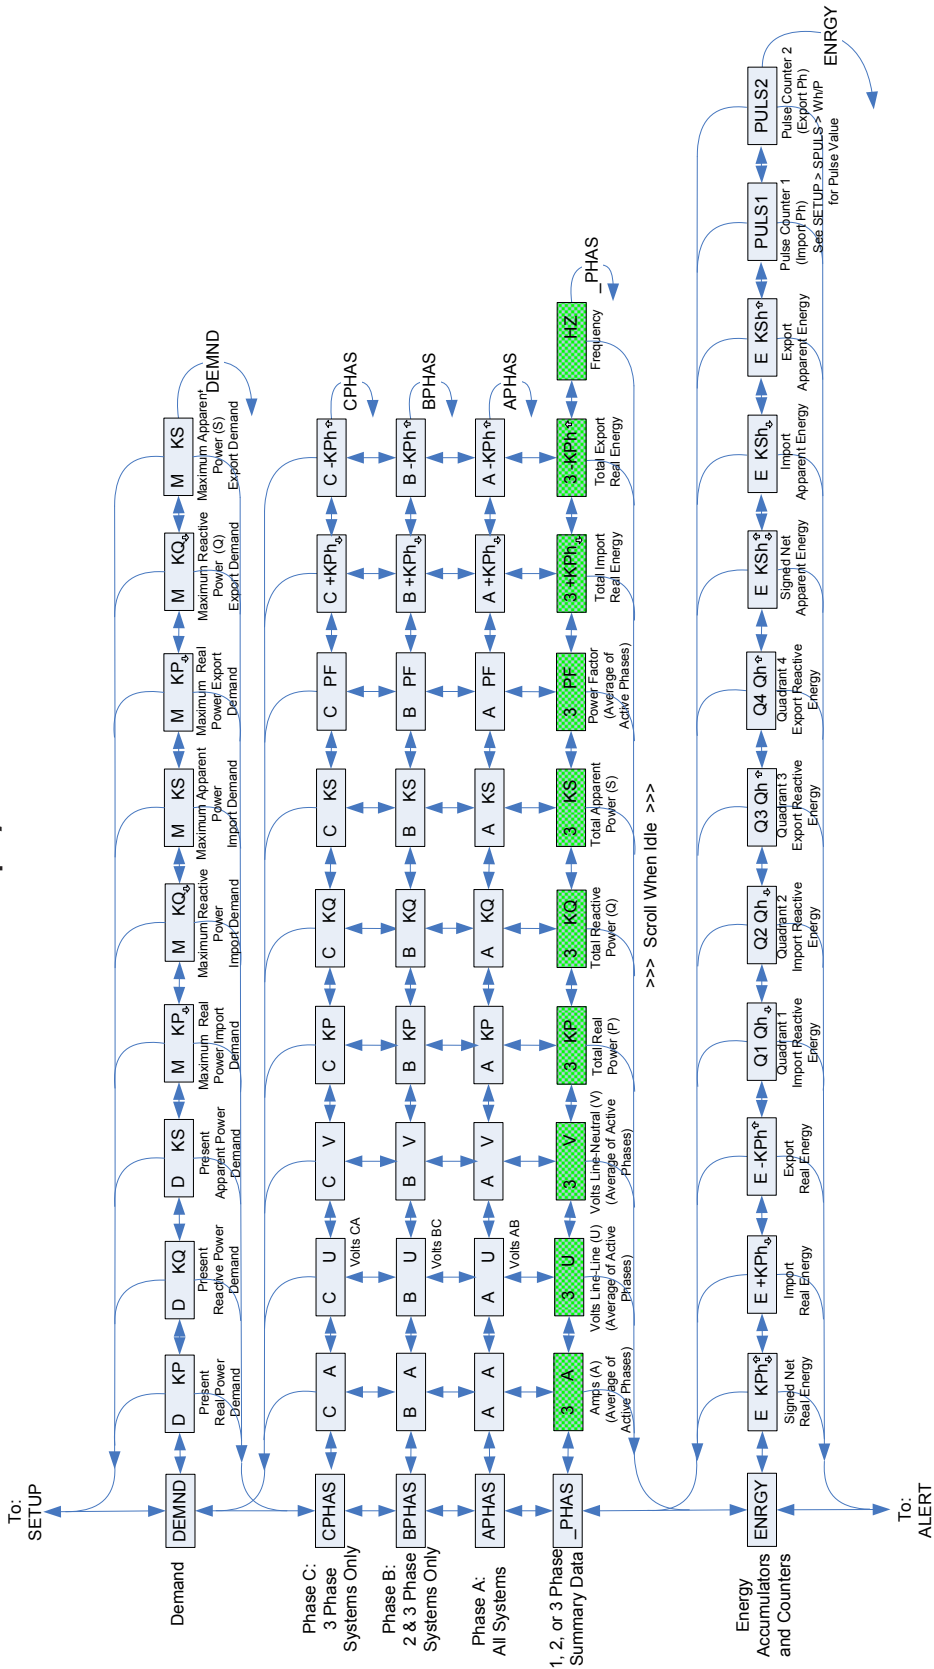 To:
SETUP
Demand
DEMND
D KP
Present
Real Power
Demand
D KQ
Present
Reactive Power
Demand
D KS
Present
Apparent Power
Demand
M KP
Maximum Real
Power Import
Demand
M KQ
Maximum Reactive
Power
Import Demand
M KS
Maximum Apparent
Power
Import Demand
M KP
Maximum Real
Power Export
Demand
M KQ
Maximum Reactive
Power (Q)
Export Demand
M KS
Maximum Apparent
Power (S)
Export Demand
DEMND
Phase C:
3 Phase
Systems Only
CPHAS
C A
C U
Volts CA
C V
C KP
C KQ
C KS
C PF
C +KPh
C -KPh
CPHAS
Phase B:
2 & 3 Phase
Systems Only
BPHAS
B A
B U
Volts BC
B V
B KP
B KQ
B KS
B PF
B +KPh
B -KPh
BPHAS
Phase A:
All Systems
APHAS
A A
A U
Volts AB
A V
A KP
A KQ
A KS
A PF
A +KPh
A -KPh
APHAS
1, 2, or 3 Phase
Summary Data
_PHAS
3 A
Amps (A)
(Average of
Active Phases)
3 U
Volts Line-Line (U)
(Average of Active
Phases)
3 V
Volts Line-Neutral (V)
(Average of Active
Phases)
3 KP
Total Real
Power (P)
3 KQ
Total Reactive
Power (Q)
3 KS
Total Apparent
Power (S)
3 PF
Power Factor
(Average of
Active Phases)
3 +KPh
Total Import
Real Energy
3 -KPh
Total Export
Real Energy
HZ
Frequency
_PHAS
>>> Scroll When Idle >>>
Energy
Accumulators
and Counters
ENRGY
E KPh
Signed Net
Real Energy
E +KPh
Import
Real Energy
E -KPh
Export
Real Energy
Q1 Qh
Quadrant 1
Import Reactive
Energy
Q2 Qh
Quadrant 2
Import Reactive
Energy
Q3 Qh
Quadrant 3
Export Reactive
Energy
Q4 Qh
Quadrant 4
Export Reactive
Energy
E KSh
Signed Net
Apparent Energy
E KSh
Import
Apparent Energy
E KSh
Export
Apparent Energy
PULS1
Pulse Counter 1
(Import Ph)
PULS2
Pulse Counter 2
(Export Ph)
See SETUP > SPULS > Wh/P
for Pulse Value
ENRGY
To:
ALERT